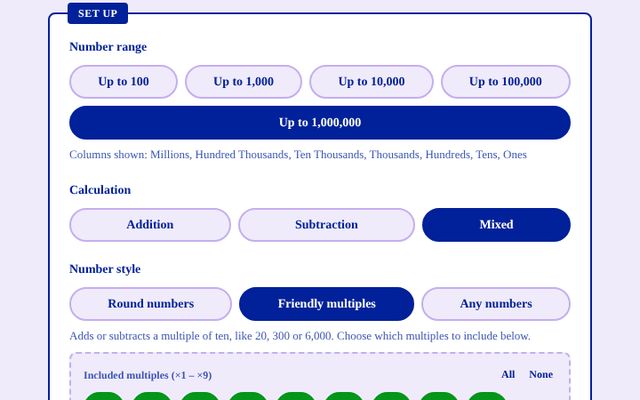 SET UP
Number range
Up to 100 Up to 1,000 Up to 10,000 Up to 100,000
Up to 1,000,000
Columns shown: Millions, Hundred Thousands, Ten Thousands, Thousands, Hundreds, Tens, Ones
Calculation
Addition Subtraction Mixed
Number style
Round numbers Friendly multiples Any numbers
Adds or subtracts a multiple of ten, like 20, 300 or 6,000. Choose which multiples to include below.
Included multiples (×1 – ×9) All None